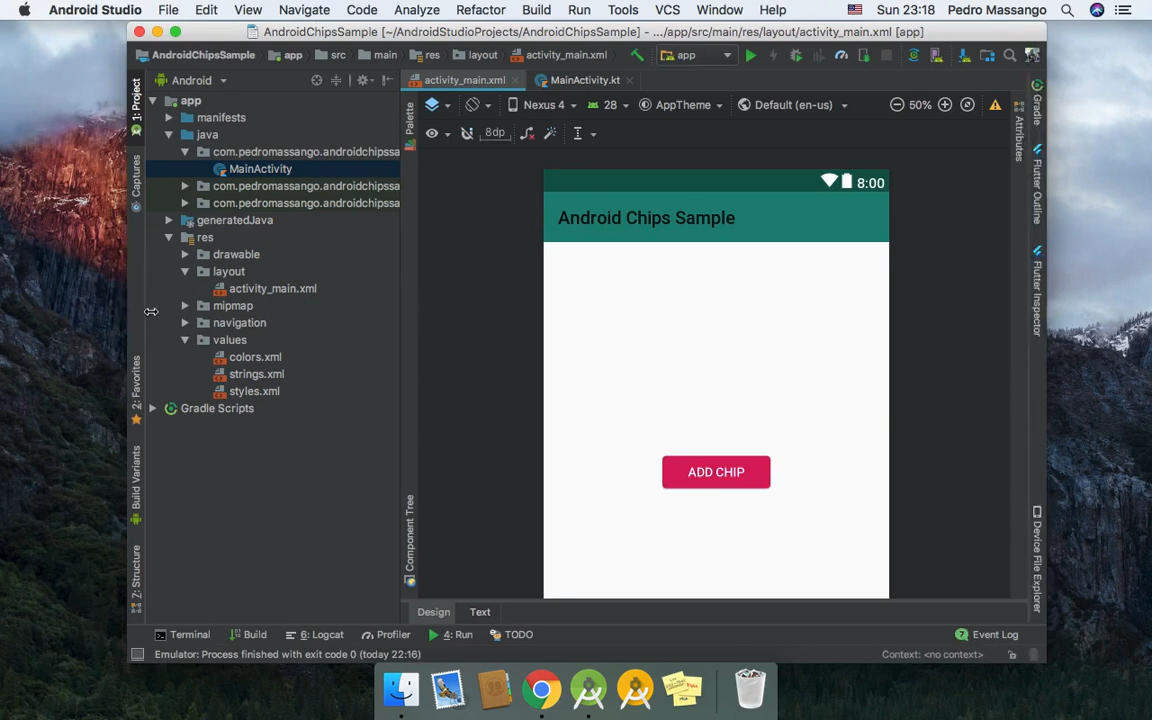 Android Studio File Edit View Navigate Code Analyze Refactor Build Run Tools VCS Window Help Sun 23:18 Pedro Massango
AndroidChipsSample [~/AndroidStudioProjects/AndroidChipsSample] - .../app/src/main/res/layout/activity_main.xml [app]
AndroidChipsSample app src main res layout activity_main.xml app
1: Project
Captures
2: Favorites
Build Variants
7: Structure
Android
app
manifests
java
com.pedromassango.androidchipssa
MainActivity
com.pedromassango.androidchipssa
com.pedromassango.androidchipssa
generatedJava
res
drawable
layout
activity_main.xml
mipmap
navigation
values
colors.xml
strings.xml
styles.xml
Gradle Scripts
activity_main.xml MainActivity.kt
Palette
Component Tree
Nexus 4 28 AppTheme Default (en-us) 50%
8dp
8:00
Android Chips Sample
ADD CHIP
Design Text
Attributes
Gradle
Flutter Outline
Flutter Inspector
Device File Explorer
Terminal Build 6: Logcat Profiler 4: Run TODO Event Log
Emulator: Process finished with exit code 0 (today 22:16) Context: <no context>